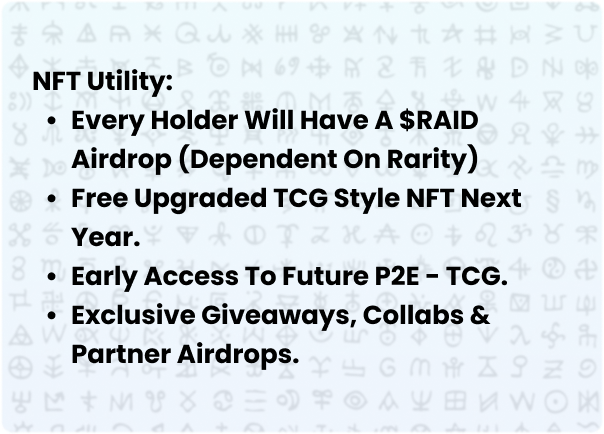 NFT Utility:
• Every Holder Will Have A $RAID
Airdrop (Dependent On Rarity)
• Free Upgraded TCG Style NFT Next
Year.
• Early Access To Future P2E - TCG.
• Exclusive Giveaways, Collabs &
Partner Airdrops.